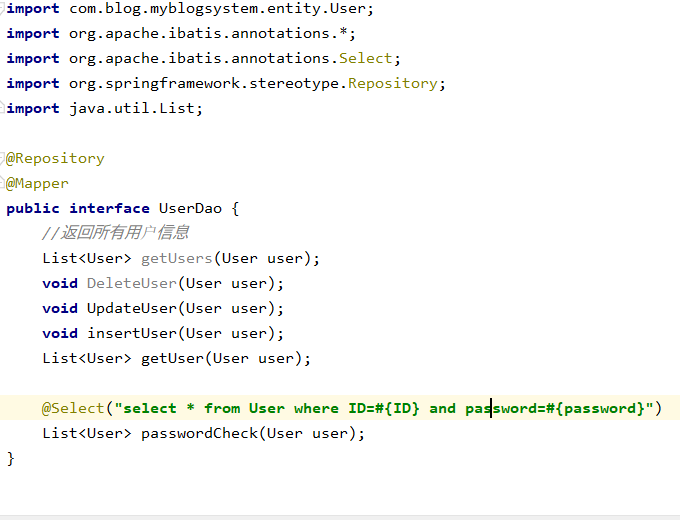 import com.blog.myblogsystem.entity.User;
import org.apache.ibatis.annotations.*;
import org.apache.ibatis.annotations.Select;
import org.springframework.stereotype.Repository;
import java.util.List;
@Repository
@Mapper
public interface UserDao {
//返回所有用户信息
List<User> getUsers(User user);
void DeleteUser(User user);
void UpdateUser(User user);
void insertUser(User user);
List<User> getUser(User user);
@Select("select * from User where ID=#{ID} and password=#{password}")
List<User> passwordCheck(User user);
}